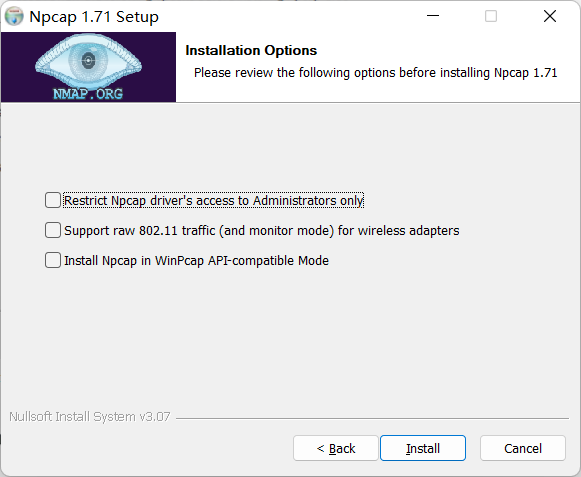 Npcap 1.71 Setup
Installation Options
Please review the following options before installing Npcap 1.71
NMAP.ORG
Restrict Npcap driver's access to Administrators only
Support raw 802.11 traffic (and monitor mode) for wireless adapters
Install Npcap in WinPcap API-compatible Mode
Nullsoft Install System v3.07
< Back
Install
Cancel